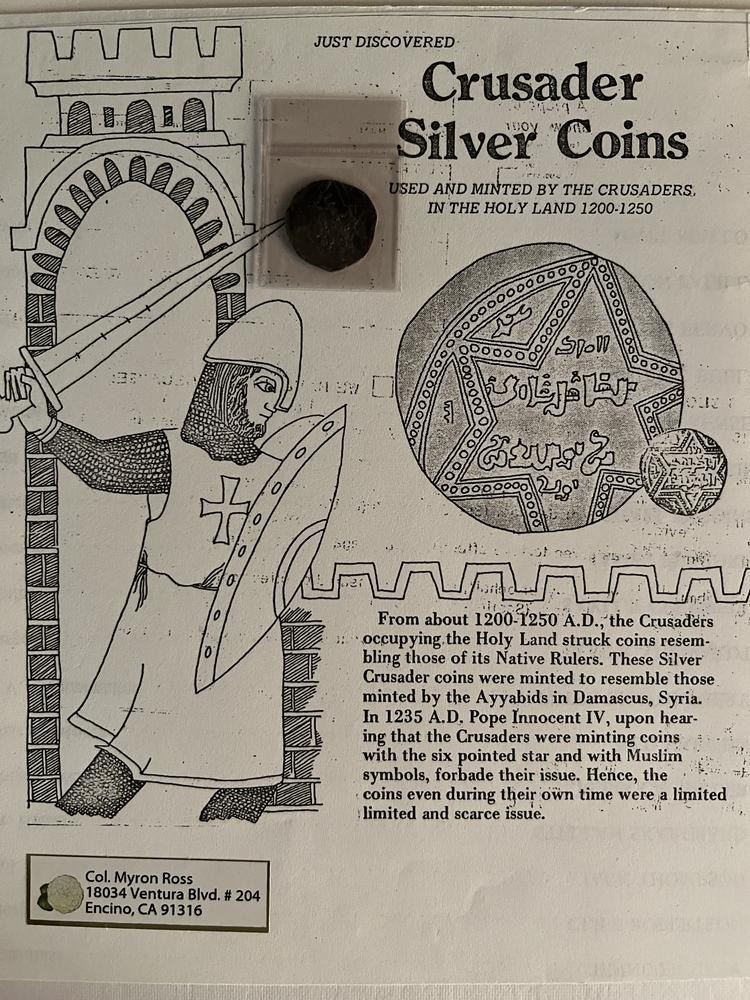 JUST DISCOVERED
Crusader
Silver Coins
USED AND MINTED BY THE CRUSADERS,
IN THE HOLY LAND 1200-1250
From about 1200-1250 A.D., the Crusaders
occupying the Holy Land struck coins resem-
bling those of its Native Rulers. These Silver
Crusader coins were minted to resemble those
minted by the Ayyabids in Damascus, Syria.
In 1235 A.D. Pope Innocent IV, upon hear-
ing that the Crusaders were minting coins
with the six pointed star and with Muslim
symbols, forbade their issue. Hence, the
coins even during their own time were a limited
limited and scarce issue.
Col. Myron Ross
18034 Ventura Blvd. # 204
Encino, CA 91316